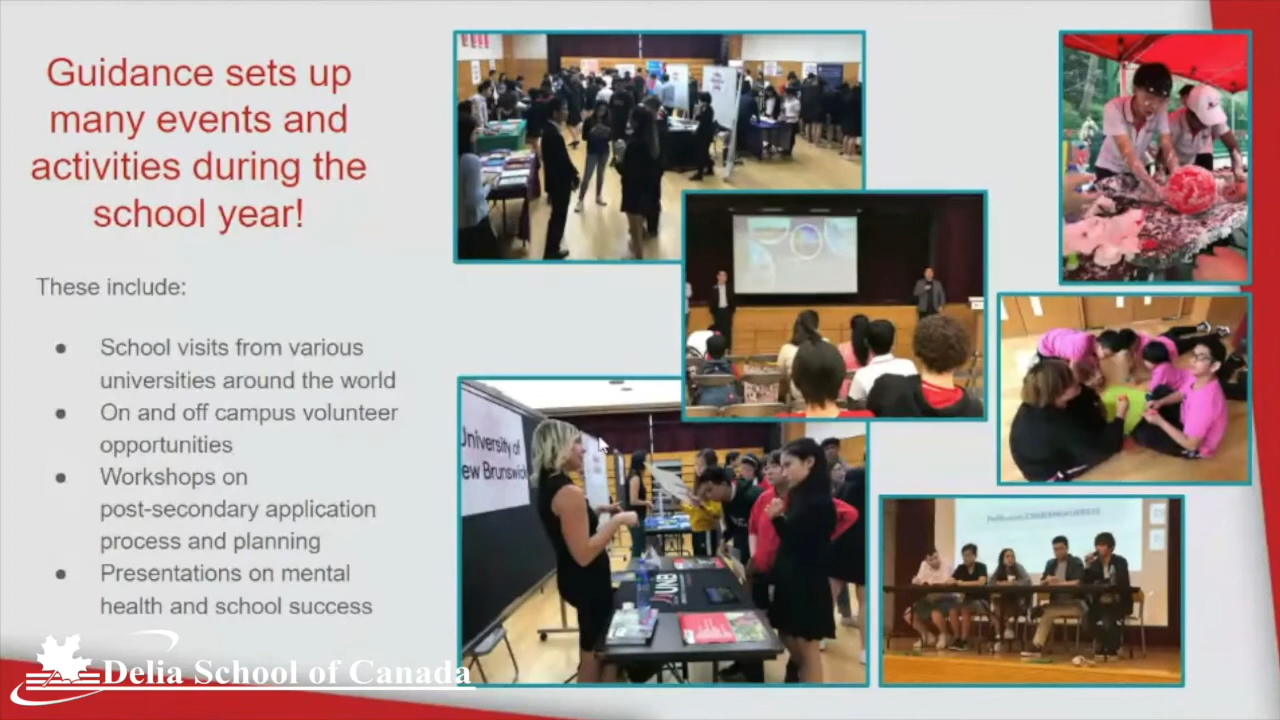 Guidance sets up
many events and
activities during the
school year!
These include:
● School visits from various
universities around the world
● On and off campus volunteer
opportunities
● Workshops on
post-secondary application
process and planning
● Presentations on mental
health and school success
University of
New Brunswick
UNB
Delia School of Canada